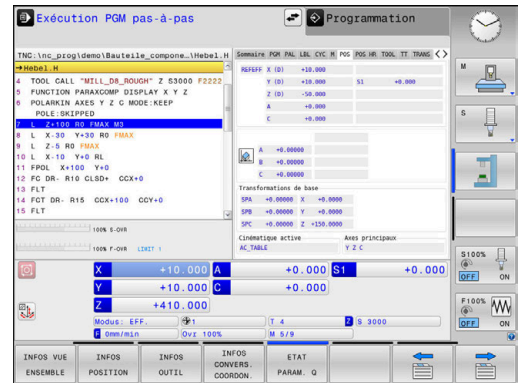 Exécution PGM pas-à-pas
Programmation
TNC:\nc_prog\demo\Bauteile_compone…\Hebel.H
→Hebel.H
4 TOOL CALL "MILL_D8_ROUGH" Z S3000 F2222
5 FUNCTION PARAXCOMP DISPLAY X Y Z
6 POLARKIN AXES Y Z C MODE:KEEP
POLE:SKIPPED
7 L Z+100 R0 FMAX M3
8 L X-30 Y+30 R0 FMAX
9 L Z-5 R0 FMAX
10 L X-10 Y+0 RL
11 FPOL X+100 Y+0
12 FC DR- R10 CLSD+ CCX+0
13 FLT
14 FCT DR- R15 CCX+100 CCY+0
15 FLT
100% S-OVR
100% F-OVR LIMIT 1
Sommaire PGM PAL LBL CYC M POS POS HR TOOL TT TRANS
REFEFF X (D) +10.000
Y (D) +10.000 S1 +0.000
Z (D) -50.000
A +0.000
C +0.000
A +0.00000
B +0.00000
C +0.00000
Transformations de base
SPA +0.00000 X +0.0000
SPB +0.00000 Y +0.0000
SPC +0.00000 Z -150.0000
Cinématique active Axes principaux
AC_TABLE Y Z C
X +10.000 A +0.000 S1 +0.000
Y +10.000 C +0.000
Z +410.000
Modus: EFF. 1 T 4 Z S 3000
F 0mm/min Ovr 100% M 5/9
M
S
S100%
OFF ON
F100%
OFF ON
INFOS VUE ENSEMBLE
INFOS POSITION
INFOS OUTIL
INFOS CONVERS. COORDON.
ETAT PARAM. Q